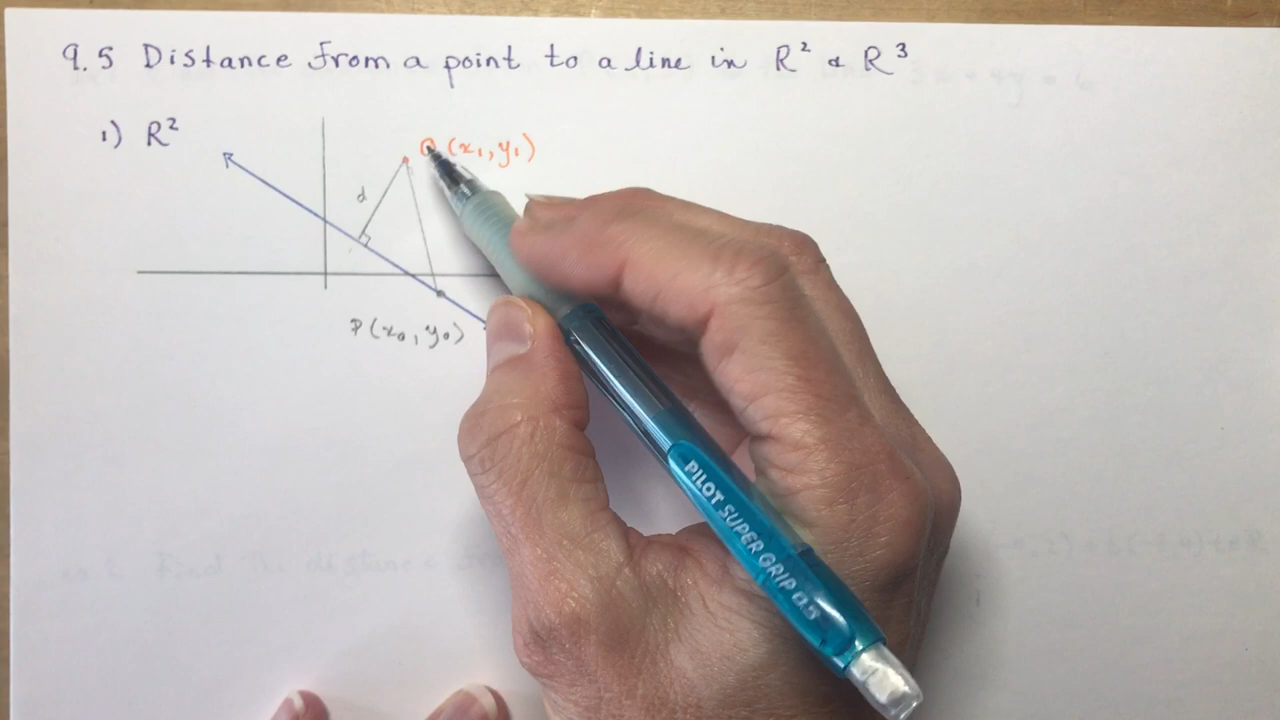 9.5 Distance from a point to a line in R² & R³
1) R²
Q (x₁, y₁)
d
P(x₀, y₀)
PILOT SUPER GRIP 0.5